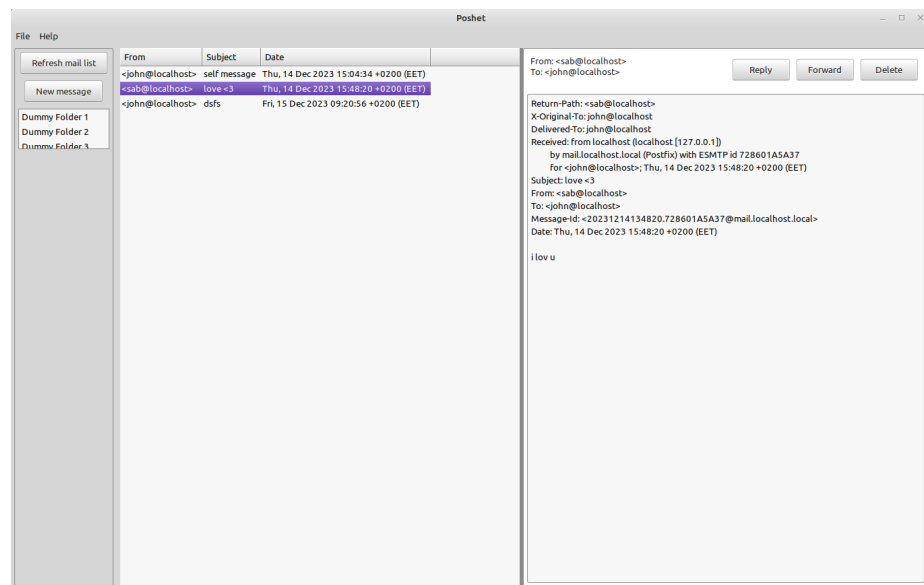 Poshet
File Help
Refresh mail list
New message
Dummy Folder 1
Dummy Folder 2
Dummy Folder 3
From Subject Date
<john@localhost> self message Thu, 14 Dec 2023 15:04:34 +0200 (EET)
<sab@localhost> love <3 Thu, 14 Dec 2023 15:48:20 +0200 (EET)
<john@localhost> dsfs Fri, 15 Dec 2023 09:20:56 +0200 (EET)
From: <sab@localhost>
To: <john@localhost>
Reply Forward Delete
Return-Path: <sab@localhost>
X-Original-To: john@localhost
Delivered-To: john@localhost
Received: from localhost (localhost [127.0.0.1])
by mail.localhost.local (Postfix) with ESMTP id 728601A5A37
for <john@localhost>; Thu, 14 Dec 2023 15:48:20 +0200 (EET)
Subject: love <3
From: <sab@localhost>
To: <john@localhost>
Message-Id: <20231214134820.728601A5A37@mail.localhost.local>
Date: Thu, 14 Dec 2023 15:48:20 +0200 (EET)
i lov u